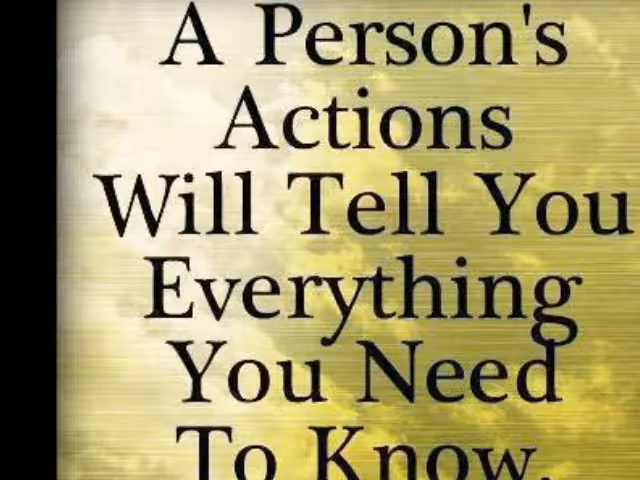 A Person's
Actions
Will Tell You
Everything
You Need
To Know.